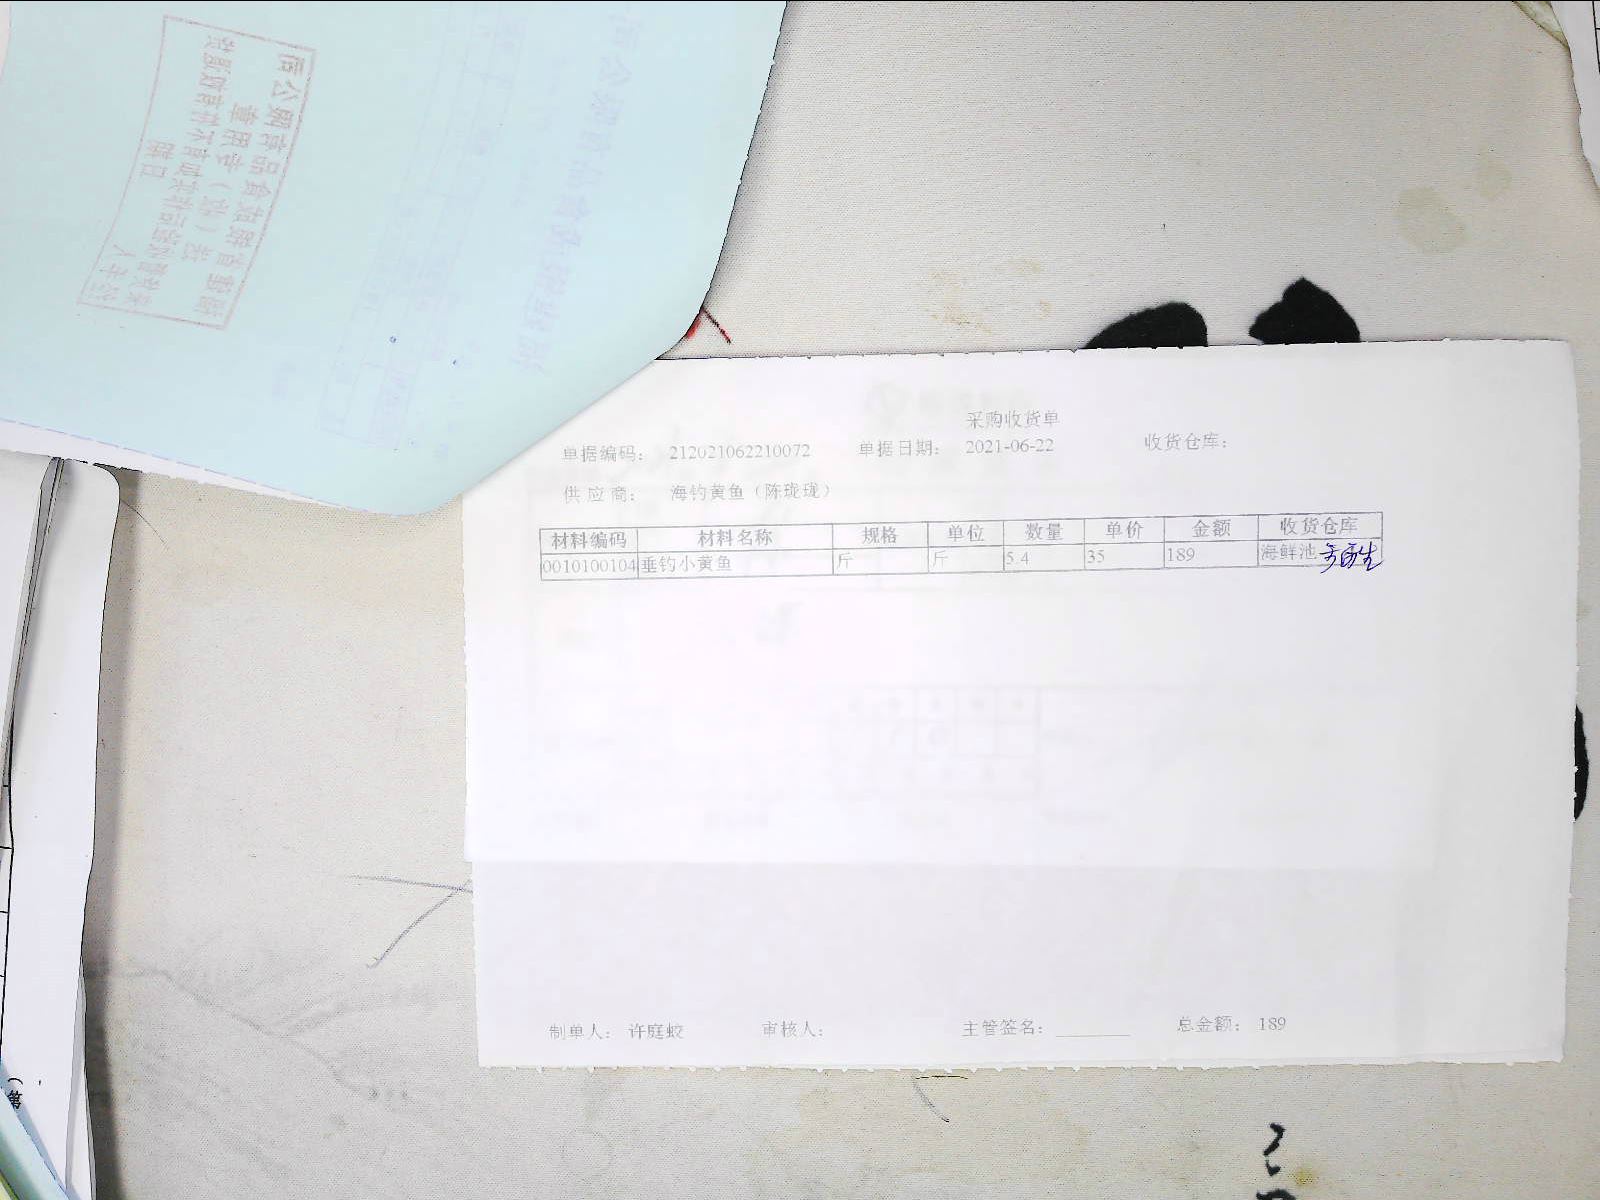 采购收货单
单据编码： 212021062210072 单据日期： 2021-06-22 收货仓库：
供应商： 海钓黄鱼（陈珑珑）
材料编码 材料名称 规格 单位 数量 单价 金额 收货仓库
0010100104 垂钓小黄鱼 斤 斤 5.4 35 189 海鲜池
制单人： 许庭蛟 审核人： 主管签名： 总金额： 189
（第